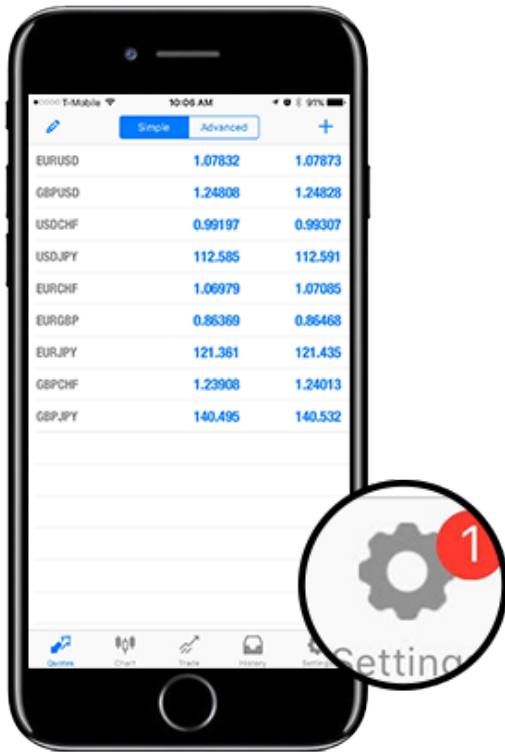 T-Mobile 10:06 AM 91%
Simple Advanced +
EURUSD 1.07832 1.07873
GBPUSD 1.24808 1.24828
USDCHF 0.99197 0.99307
USDJPY 112.585 112.591
EURCHF 1.06979 1.07085
EURGBP 0.86369 0.86468
EURJPY 121.361 121.435
GBPCHF 1.23908 1.24013
GBPJPY 140.495 140.532
1
Quotes Chart Trade History Settings
Setting